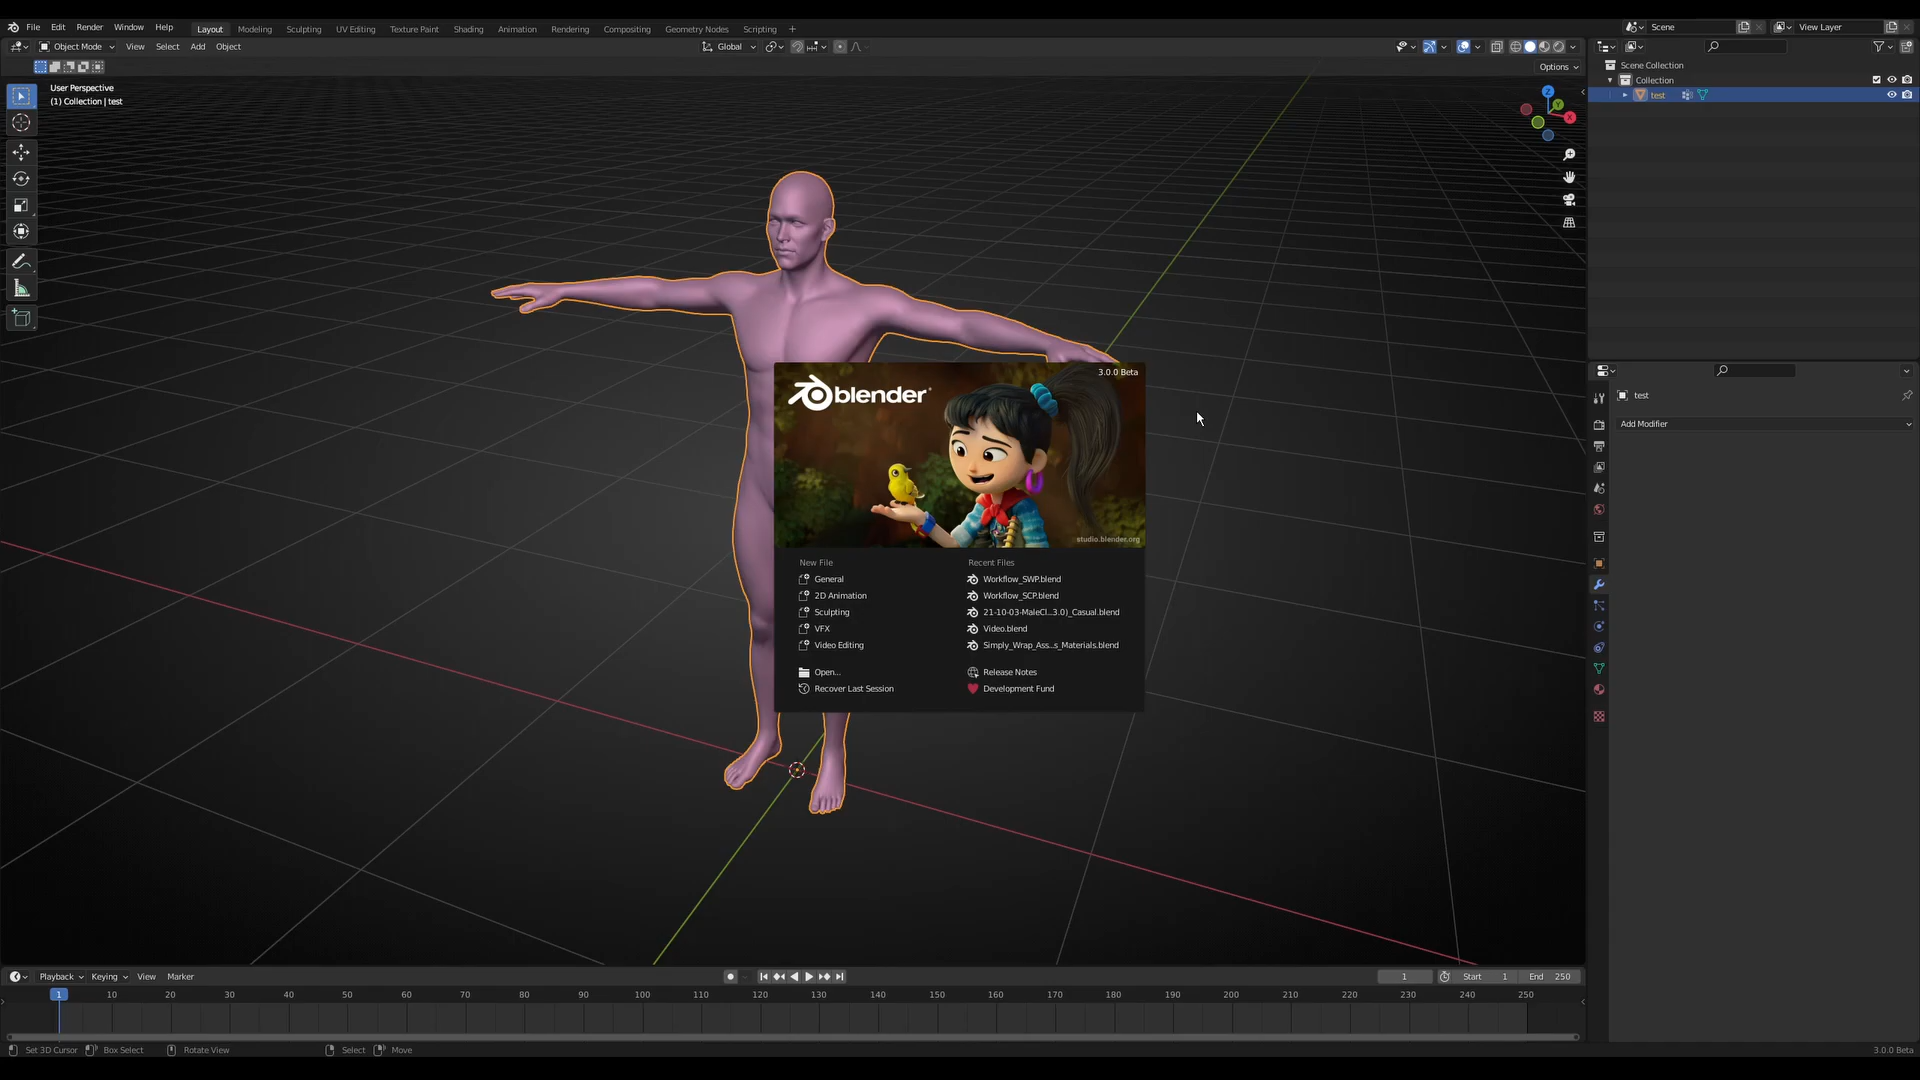 File Edit Render Window Help Layout Modeling Sculpting UV Editing Texture Paint Shading Animation Rendering Compositing Geometry Nodes Scripting + Scene View Layer
Object Mode View Select Add Object Global
Options
User Perspective
(1) Collection | test
Z
Y
X
Scene Collection
Collection
test
test
Add Modifier
3.0.0 Beta
blender
studio.blender.org
New File
General
2D Animation
Sculpting
VFX
Video Editing
Open...
Recover Last Session
Recent Files
Workflow_SWP.blend
Workflow_SCP.blend
21-10-03-MaleCl...3.0)_Casual.blend
Video.blend
Simply_Wrap_Ass...s_Materials.blend
Release Notes
Development Fund
Playback Keying View Marker 1 Start 1 End 250
1 10 20 30 40 50 60 70 80 90 100 110 120 130 140 150 160 170 180 190 200 210 220 230 240 250
Set 3D Cursor Box Select Rotate View Select Move 3.0.0 Beta